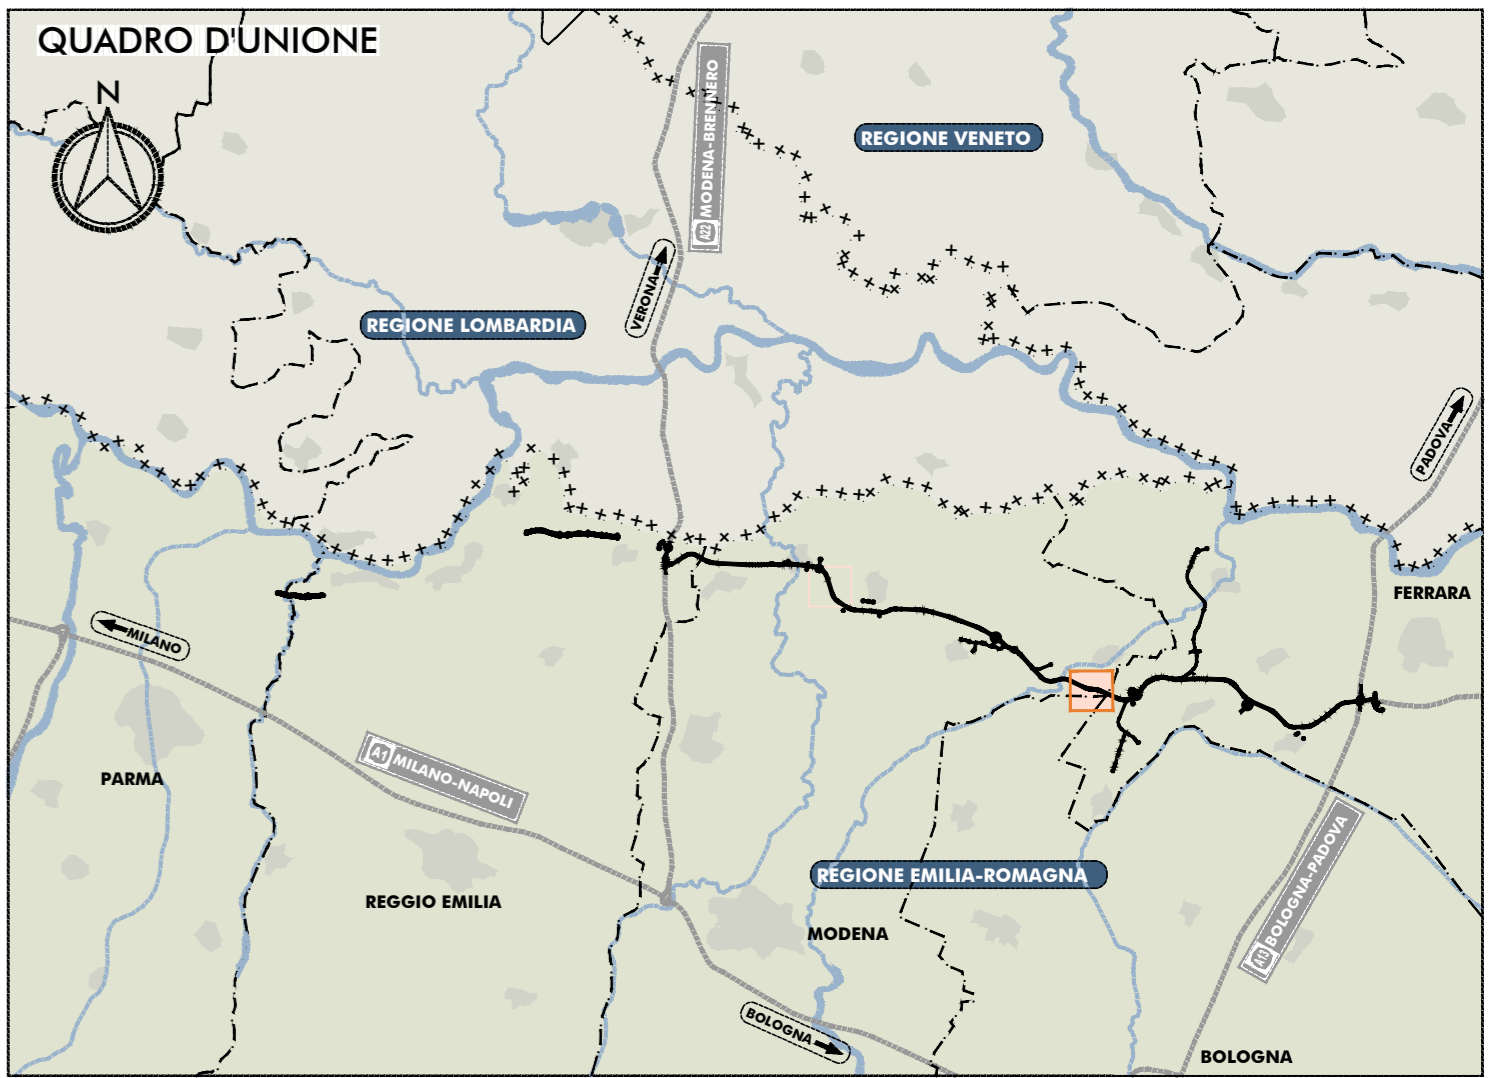 QUADRO D'UNIONE
N
A22 MODENA-BRENNERO
REGIONE VENETO
VERONA
REGIONE LOMBARDIA
PADOVA
FERRARA
MILANO
PARMA
A1 MILANO-NAPOLI
REGGIO EMILIA
REGIONE EMILIA-ROMAGNA
MODENA
A13 BOLOGNA-PADOVA
BOLOGNA
BOLOGNA